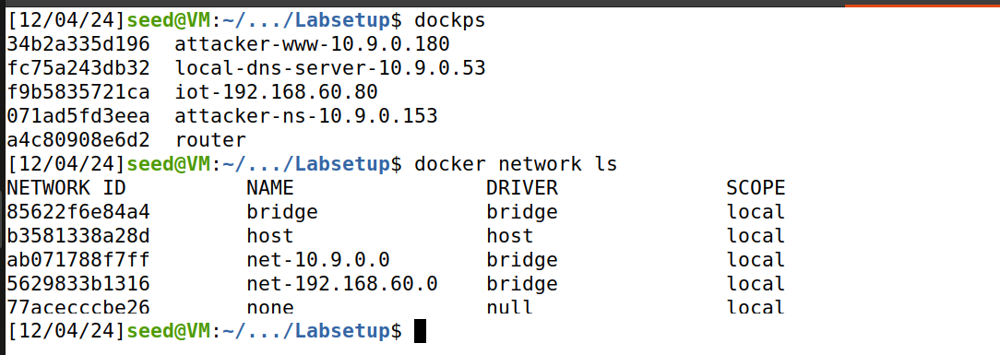 [12/04/24]seed@VM:~/.../Labsetup$ dockps
34b2a335d196  attacker-www-10.9.0.180
fc75a243db32  local-dns-server-10.9.0.53
f9b5835721ca  iot-192.168.60.80
071ad5fd3eea  attacker-ns-10.9.0.153
a4c80908e6d2  router
[12/04/24]seed@VM:~/.../Labsetup$ docker network ls
NETWORK ID          NAME                DRIVER              SCOPE
85622f6e84a4        bridge              bridge              local
b3581338a28d        host                host                local
ab071788f7ff        net-10.9.0.0        bridge              local
5629833b1316        net-192.168.60.0    bridge              local
77acecccbe26        none                null                local
[12/04/24]seed@VM:~/.../Labsetup$